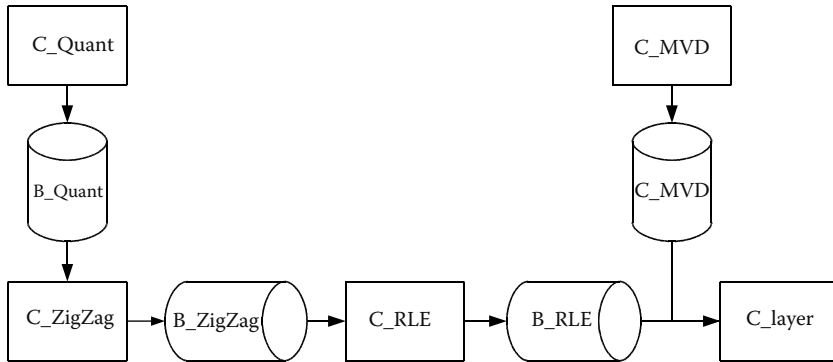 C_Quant
C_MVD
B_Quant
C_MVD
C_ZigZag
B_ZigZag
C_RLE
B_RLE
C_layer